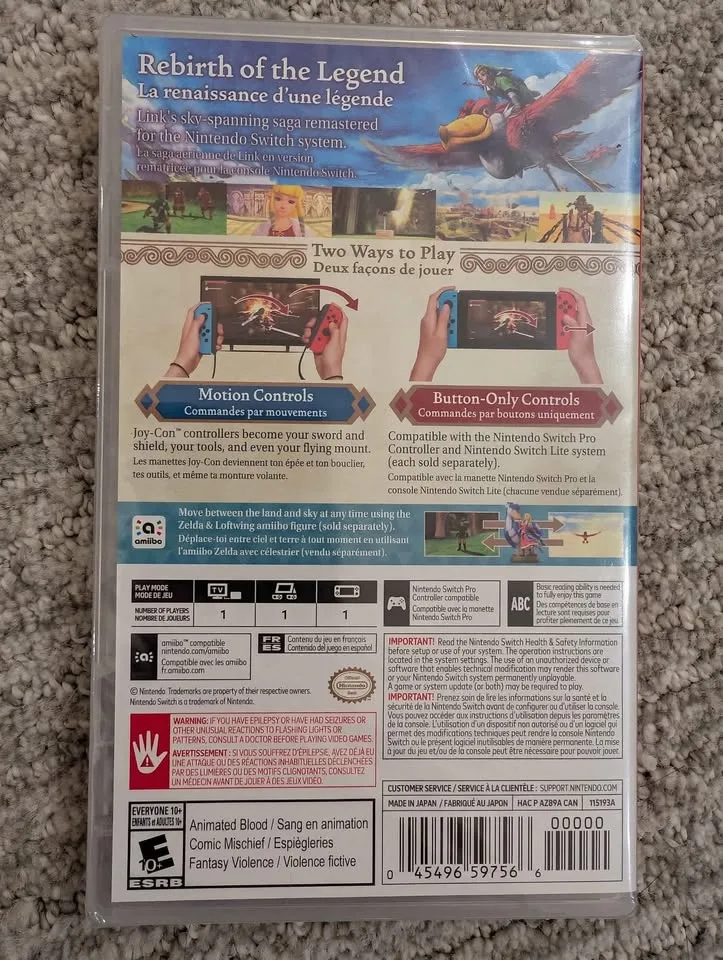 Rebirth of the Legend
La renaissance d'une légende
Link's sky-spanning saga remastered
for the Nintendo Switch system.
La saga aérienne de Link en version
rematricée pour la console Nintendo Switch.
Two Ways to Play
Deux façons de jouer
Motion Controls
Commandes par mouvements
Joy-Con™ controllers become your sword and
shield, your tools, and even your flying mount.
Les manettes Joy-Con deviennent ton épée et ton bouclier,
tes outils, et même ta monture volante.
Button-Only Controls
Commandes par boutons uniquement
Compatible with the Nintendo Switch Pro
Controller and Nintendo Switch Lite system
(each sold separately).
Compatible avec la manette Nintendo Switch Pro et la
console Nintendo Switch Lite (chacune vendue séparément).
amiibo
Move between the land and sky at any time using the
Zelda & Loftwing amiibo figure (sold separately).
Déplace-toi entre ciel et terre à tout moment en utilisant
l'amiibo Zelda avec célestrier (vendu séparément).
PLAY MODE
MODE DE JEU
TV
NUMBER OF PLAYERS
NOMBRE DE JOUEURS
1
1
1
Nintendo Switch Pro
Controller compatible
Compatible avec la manette
Nintendo Switch Pro
ABC
Basic reading ability is needed
to fully enjoy this game
Des compétences de base en
lecture sont requises pour
profiter pleinement de ce jeu
amiibo™ compatible
nintendo.com/amiibo
Compatible avec les amiibo
fr.amiibo.com
FR
ES
Contenu du jeu en français
Contenido del juego en español
© Nintendo. Trademarks are property of their respective owners.
Nintendo Switch is a trademark of Nintendo.
Official
Nintendo
Seal
WARNING: IF YOU HAVE EPILEPSY OR HAVE HAD SEIZURES OR
OTHER UNUSUAL REACTIONS TO FLASHING LIGHTS OR
PATTERNS, CONSULT A DOCTOR BEFORE PLAYING VIDEO GAMES.
AVERTISSEMENT : SI VOUS SOUFFREZ D'ÉPILEPSIE, AVEZ DÉJÀ EU
UNE ATTAQUE OU DES RÉACTIONS INHABITUELLES DÉCLENCHÉES
PAR DES LUMIÈRES OU DES MOTIFS CLIGNOTANTS, CONSULTEZ
UN MÉDECIN AVANT DE JOUER À DES JEUX VIDÉO.
IMPORTANT! Read the Nintendo Switch Health & Safety Information
before setup or use of your system. The operation instructions are
located in the system settings. The use of an unauthorized device or
software that enables technical modification may render this software
or your Nintendo system permanently unplayable.
A game or system update (or both) may be required to play.
IMPORTANT! Prenez soin de lire les informations sur la santé et la
sécurité de la Nintendo Switch avant de configurer ou d'utiliser la console.
Vous pouvez accéder aux instructions d'utilisation depuis les paramètres
de la console. L'utilisation d'un dispositif non autorisé ou d'un logiciel qui
permet des modifications techniques peut rendre la console Nintendo
Switch ou le présent logiciel inutilisables de manière permanente. La mise
à jour du jeu et/ou de la console peut être nécessaire pour pouvoir jouer.
CUSTOMER SERVICE / SERVICE À LA CLIENTÈLE : SUPPORT.NINTENDO.COM
MADE IN JAPAN / FABRIQUÉ AU JAPON
HAC P AZ89A CAN
115193A
EVERYONE 10+
ENFANTS et ADULTES 10+
E
10+
ESRB
Animated Blood / Sang en animation
Comic Mischief / Espiègleries
Fantasy Violence / Violence fictive
00000
0 45496 59756 6